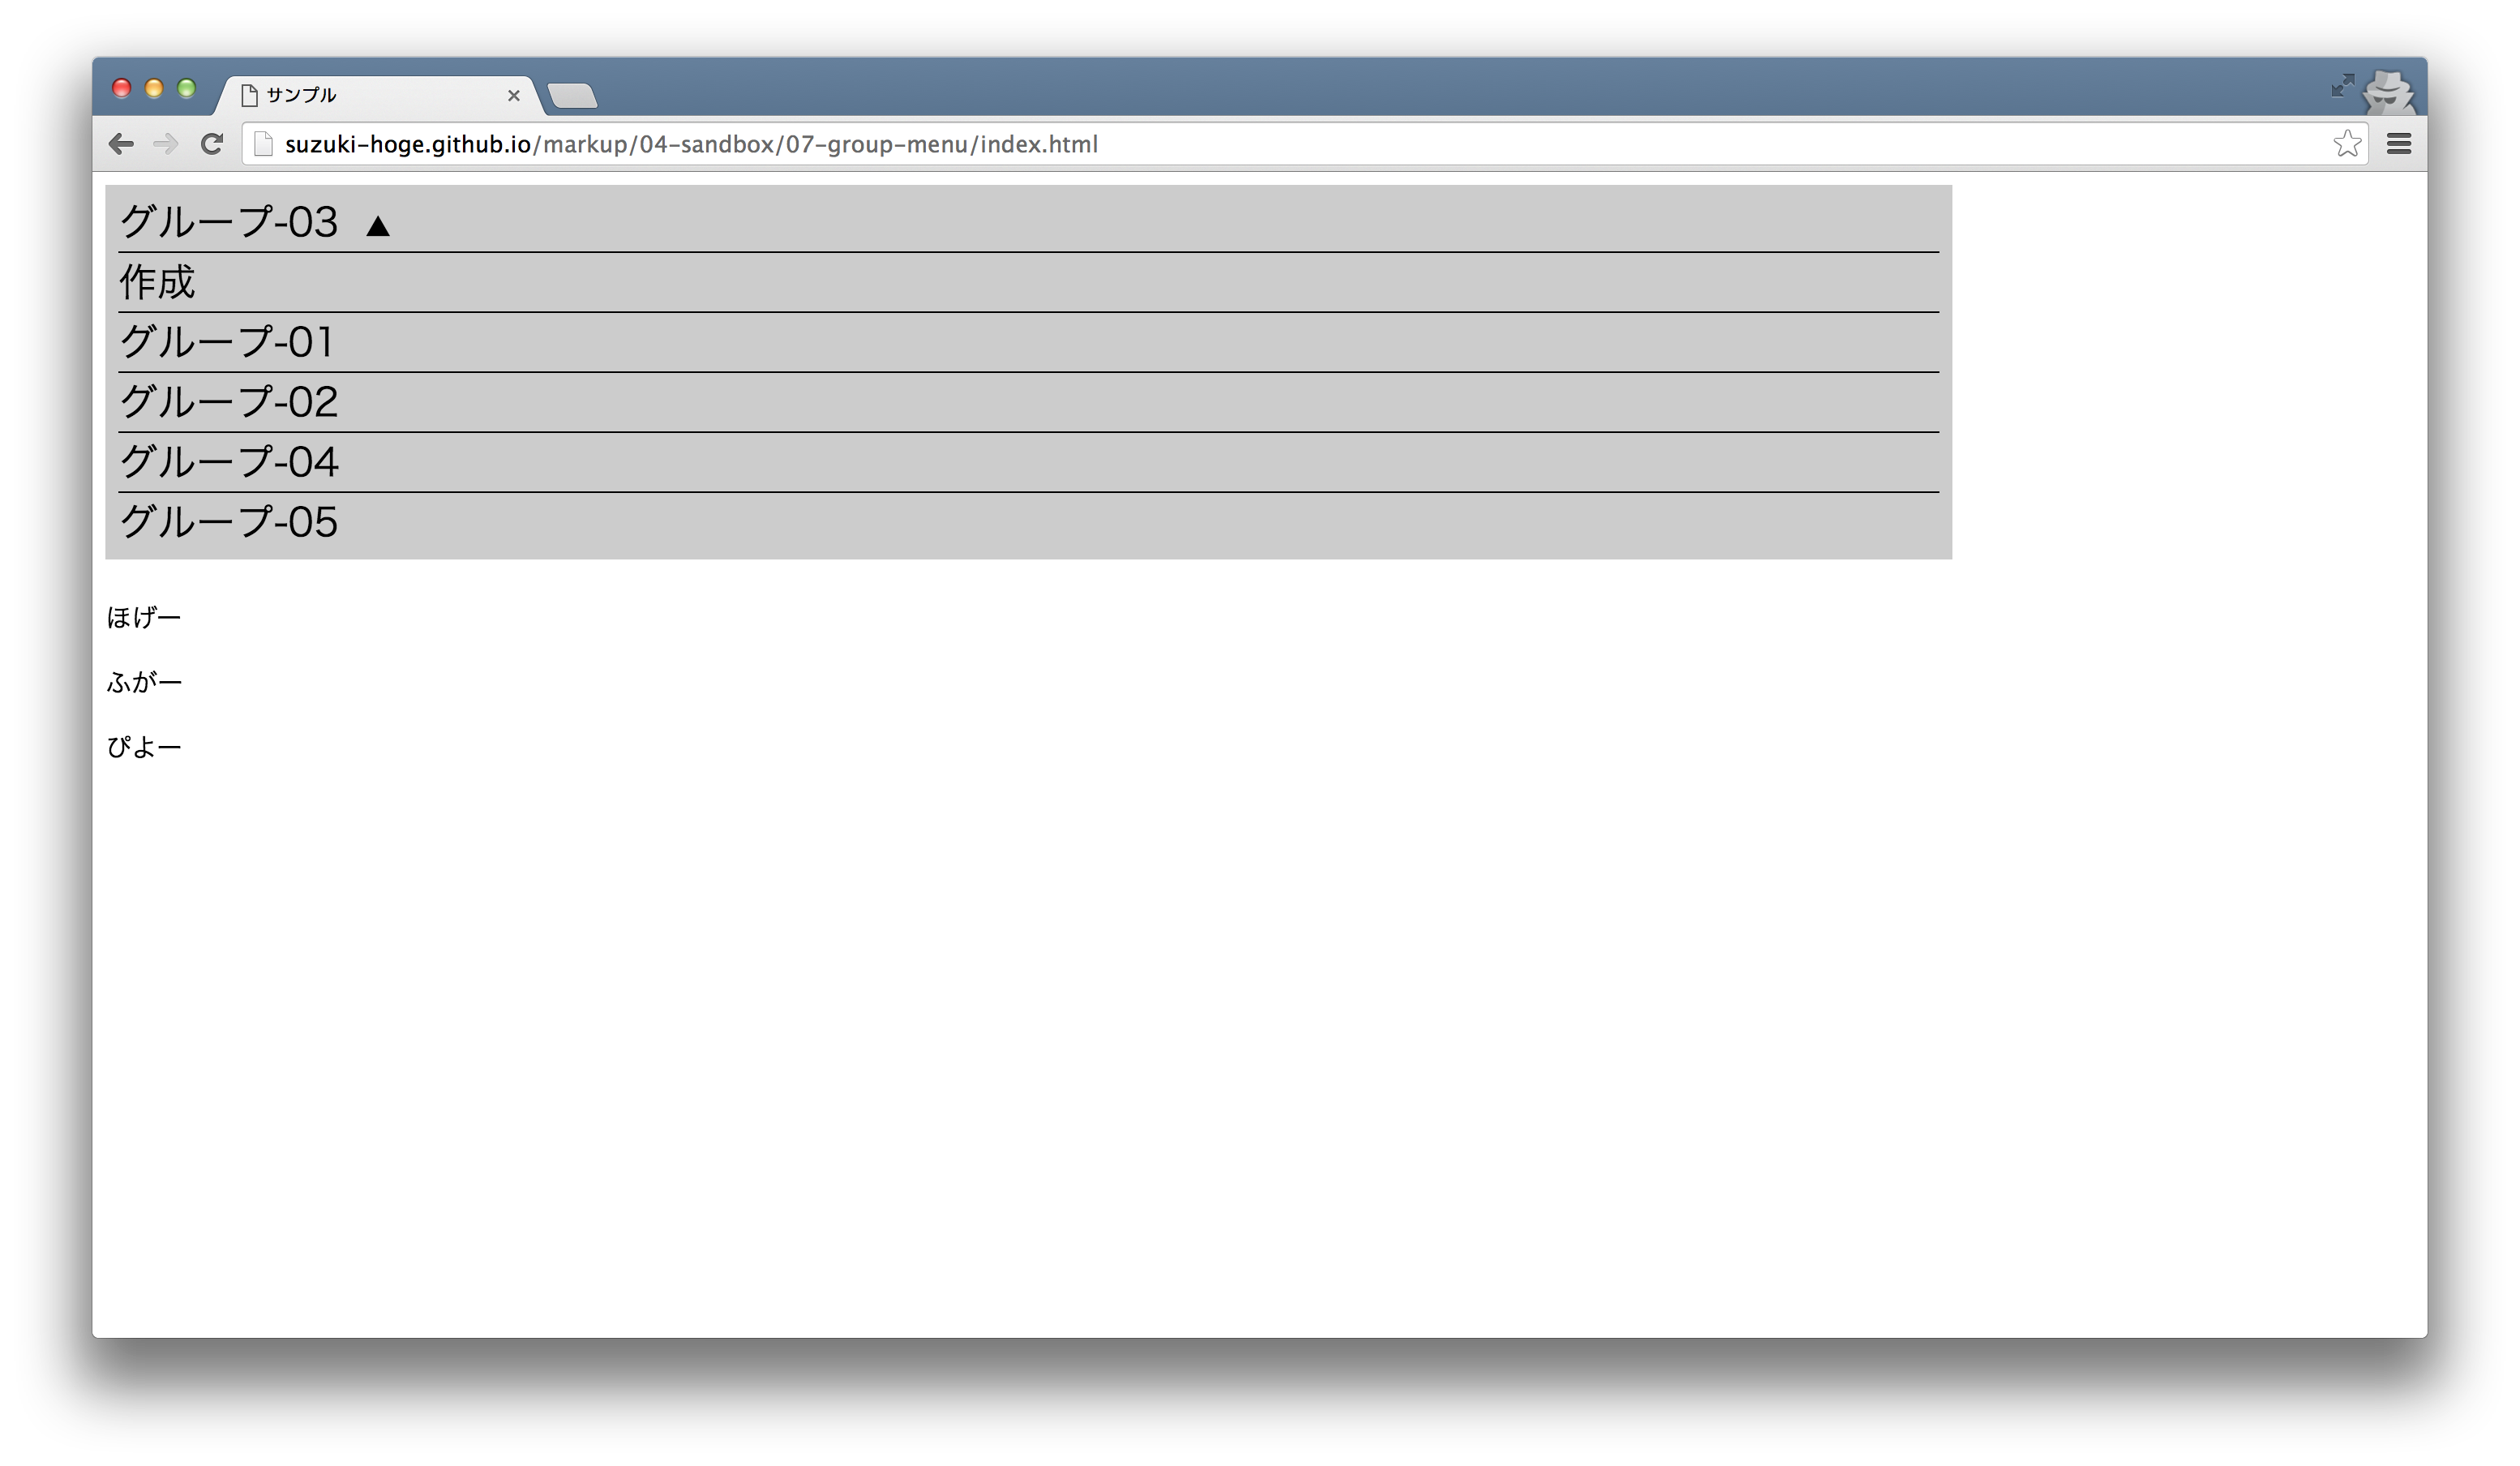 サンプル
suzuki-hoge.github.io/markup/04-sandbox/07-group-menu/index.html
グループ-03 ▲
作成
グループ-01
グループ-02
グループ-04
グループ-05
ほげー
ふがー
ぴよー